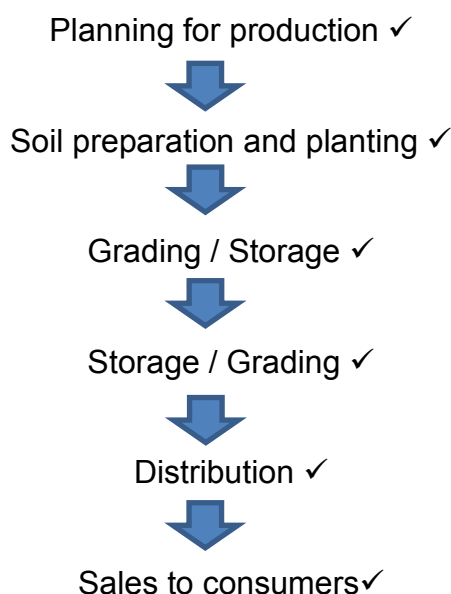 Planning for production ✓
Soil preparation and planting ✓
Grading / Storage ✓
Storage / Grading ✓
Distribution ✓
Sales to consumers✓